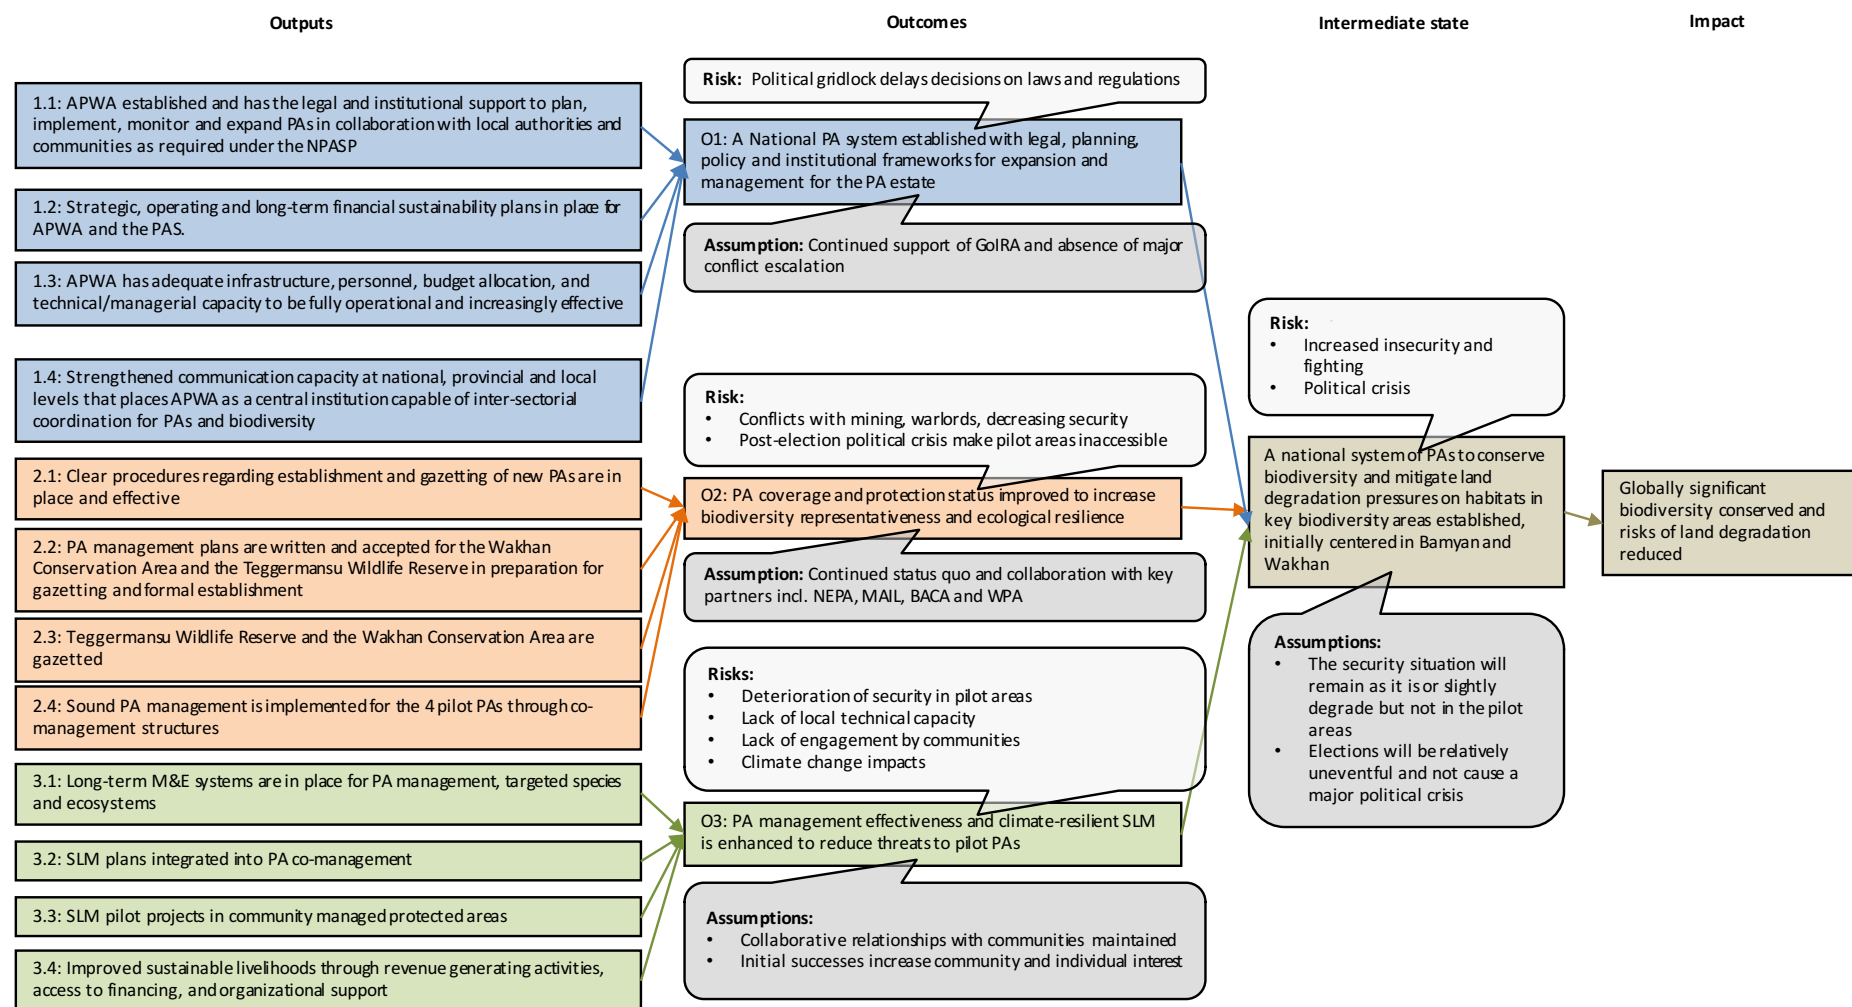 Outputs
Outcomes
Intermediate state
Impact
1.1: APWA established and has the legal and institutional support to plan,
implement, monitor and expand PAs in collaboration with local authorities and
communities as required under the NPASP
1.2: Strategic, operating and long-term financial sustainability plans in place for
APWA and the PAS.
1.3: APWA has adequate infrastructure, personnel, budget allocation, and
technical/managerial capacity to be fully operational and increasingly effective
1.4: Strengthened communication capacity at national, provincial and local
levels that places APWA as a central institution capable of inter-sectorial
coordination for PAs and biodiversity
2.1: Clear procedures regarding establishment and gazetting of new PAs are in
place and effective
2.2: PA management plans are written and accepted for the Wakhan
Conservation Area and the Teggermansu Wildlife Reserve in preparation for
gazetting and formal establishment
2.3: Teggermansu Wildlife Reserve and the Wakhan Conservation Area are
gazetted
2.4: Sound PA management is implemented for the 4 pilot PAs through co-
management structures
3.1: Long-term M&E systems are in place for PA management, targeted species
and ecosystems
3.2: SLM plans integrated into PA co-management
3.3: SLM pilot projects in community managed protected areas
3.4: Improved sustainable livelihoods through revenue generating activities,
access to financing, and organizational support
Risk: Political gridlock delays decisions on laws and regulations
O1: A National PA system established with legal, planning,
policy and institutional frameworks for expansion and
management for the PA estate
Assumption: Continued support of GoIRA and absence of major
conflict escalation
Risk:
• Conflicts with mining, warlords, decreasing security
• Post-election political crisis make pilot areas inaccessible
O2: PA coverage and protection status improved to increase
biodiversity representativeness and ecological resilience
Assumption: Continued status quo and collaboration with key
partners incl. NEPA, MAIL, BACA and WPA
Risks:
• Deterioration of security in pilot areas
• Lack of local technical capacity
• Lack of engagement by communities
• Climate change impacts
O3: PA management effectiveness and climate-resilient SLM
is enhanced to reduce threats to pilot PAs
Assumptions:
• Collaborative relationships with communities maintained
• Initial successes increase community and individual interest
Risk:
• Increased insecurity and
fighting
• Political crisis
A national system of PAs to conserve
biodiversity and mitigate land
degradation pressures on habitats in
key biodiversity areas established,
initially centered in Bamyan and
Wakhan
Assumptions:
• The security situation will
remain as it is or slightly
degrade but not in the pilot
areas
• Elections will be relatively
uneventful and not cause a
major political crisis
Globally significant
biodiversity conserved and
risks of land degradation
reduced